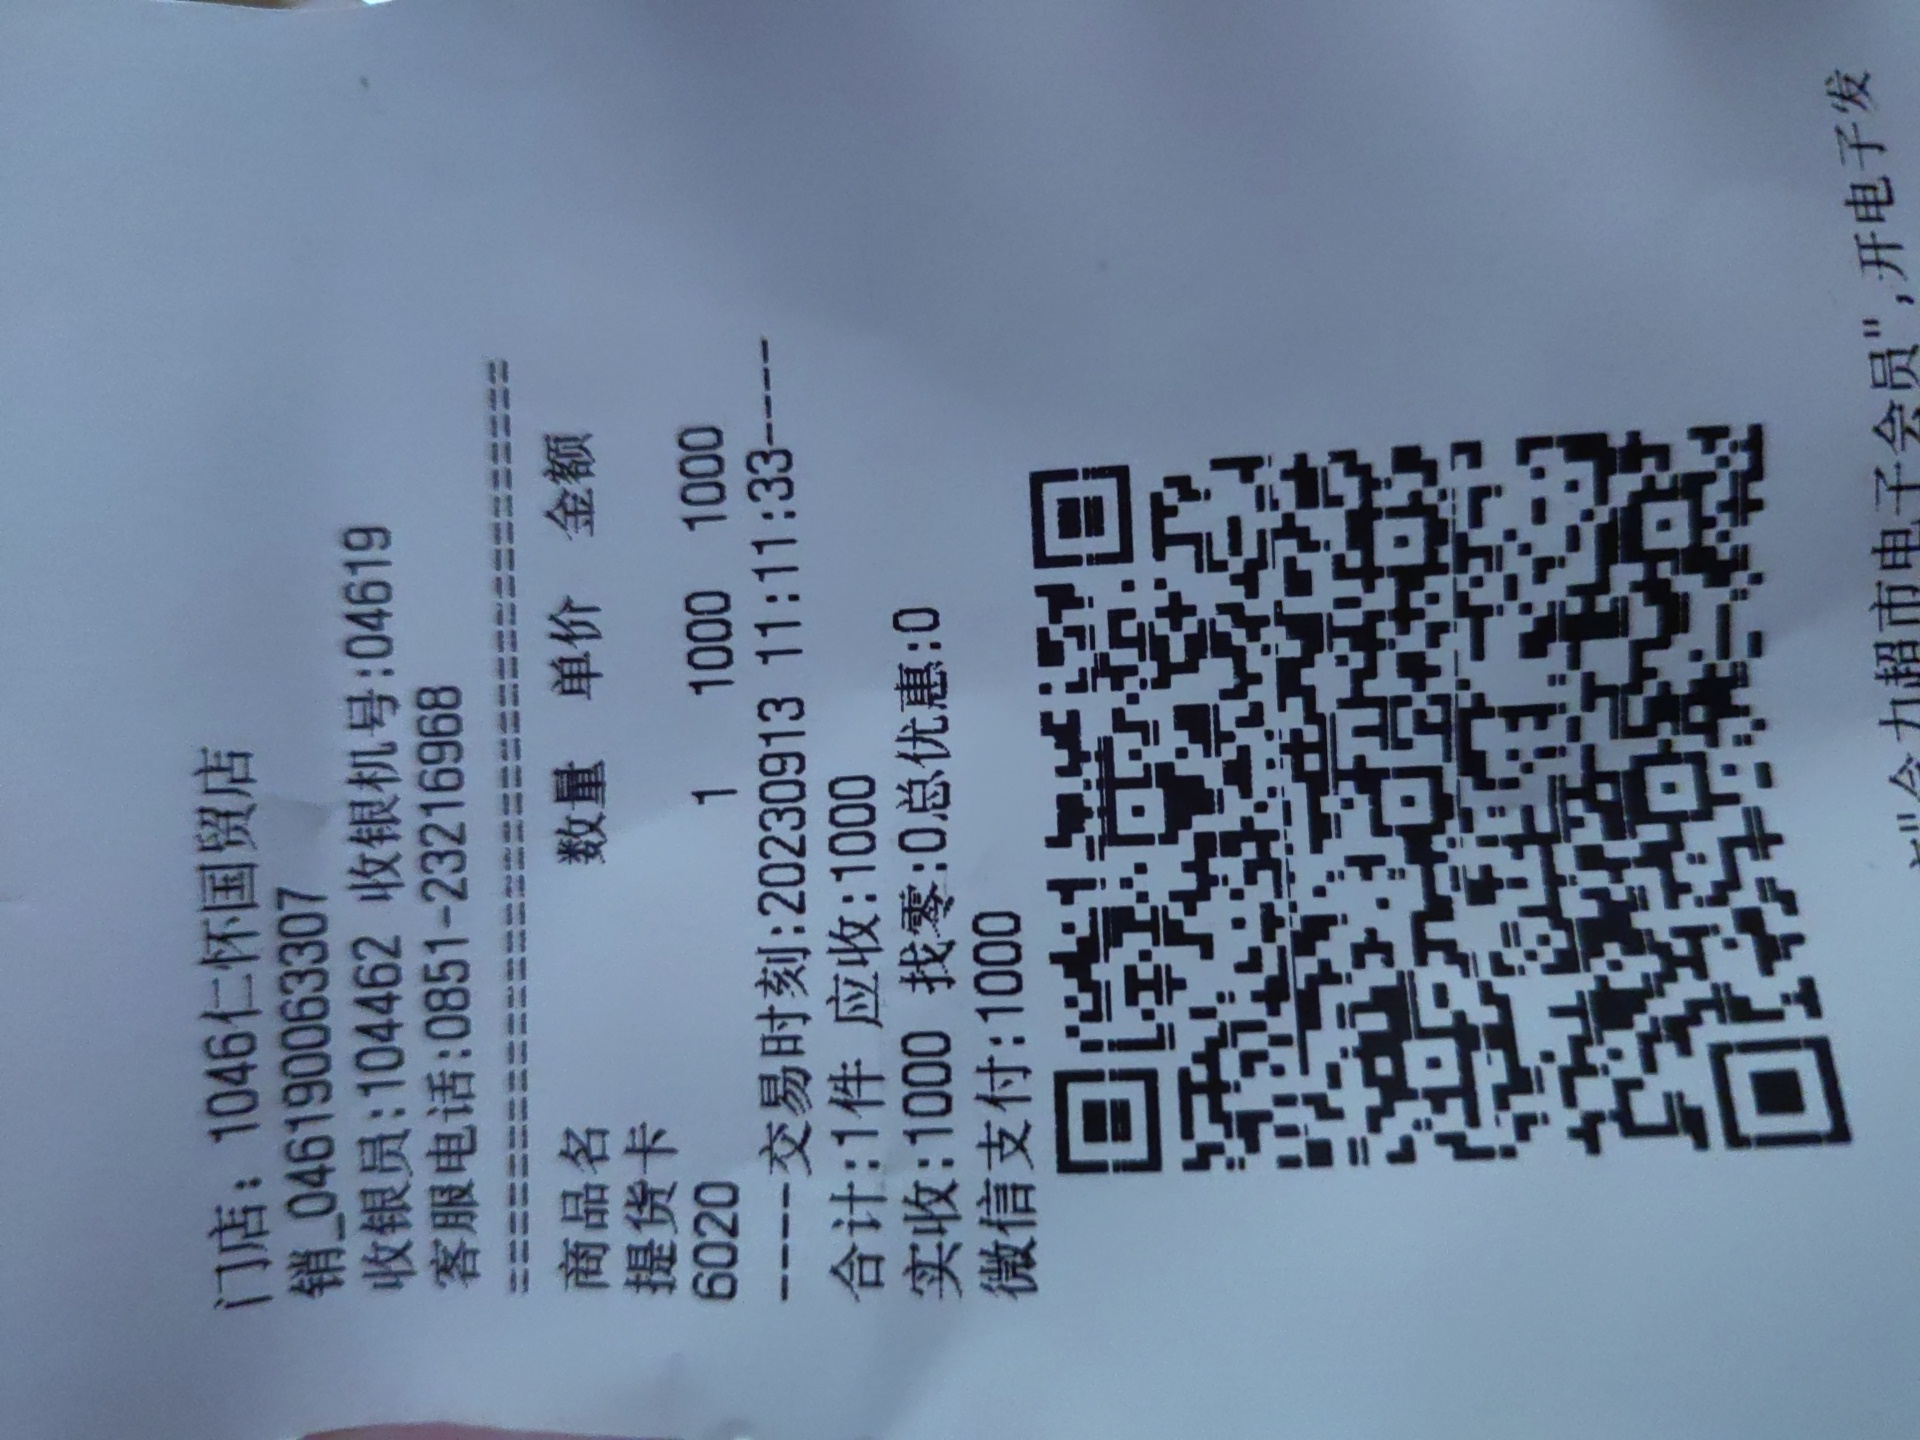 门店: 1046仁怀国贸店
销_046190063307
收银员:104462 收银机号:04619
客服电话:0851-23216968
==========================================
商品名 数量 单价 金额
提货卡
6020 1 1000 1000
-----交易时刻:20230913 11:11:33-----
合计:1件 应收:1000
实收:1000 找零:0总优惠:0
微信支付:1000
"合力超市电子会员",开电子发